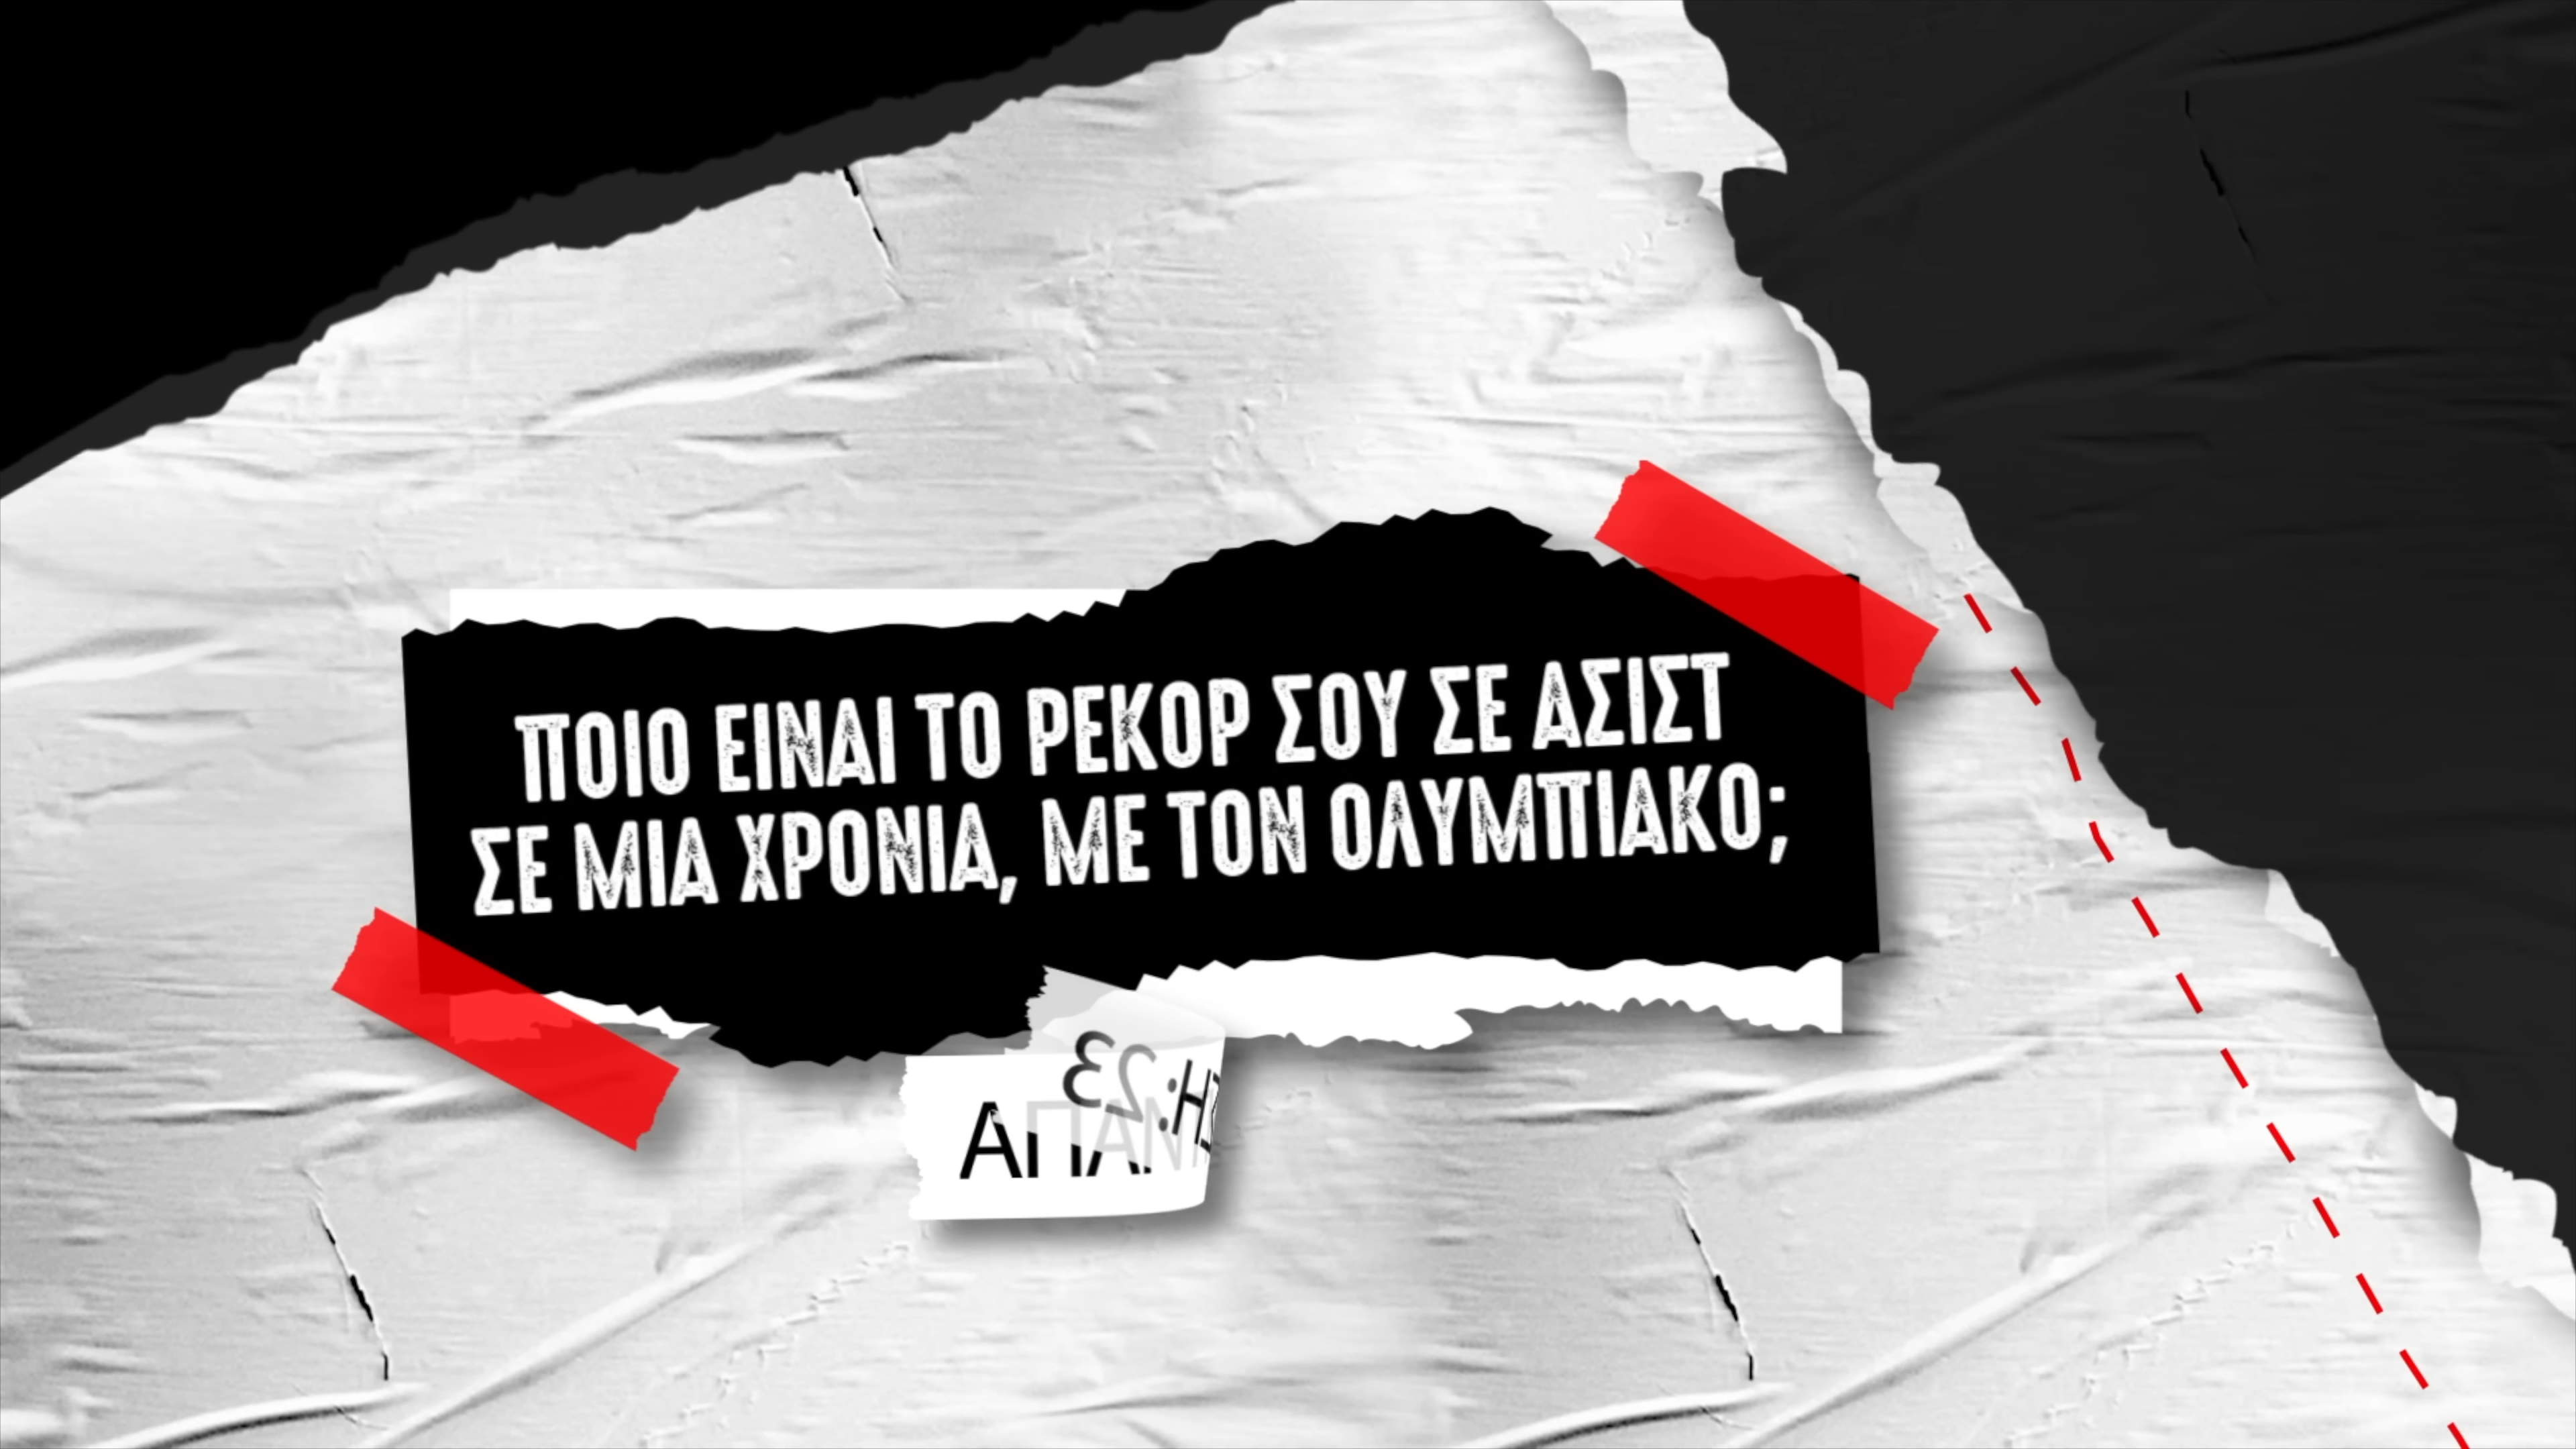 ΠΟΙΟ ΕΙΝΑΙ ΤΟ ΡΕΚΟΡ ΣΟΥ ΣΕ ΑΣΙΣΤ
ΣΕ ΜΙΑ ΧΡΟΝΙΑ, ΜΕ ΤΟΝ ΟΛΥΜΠΙΑΚΟ;